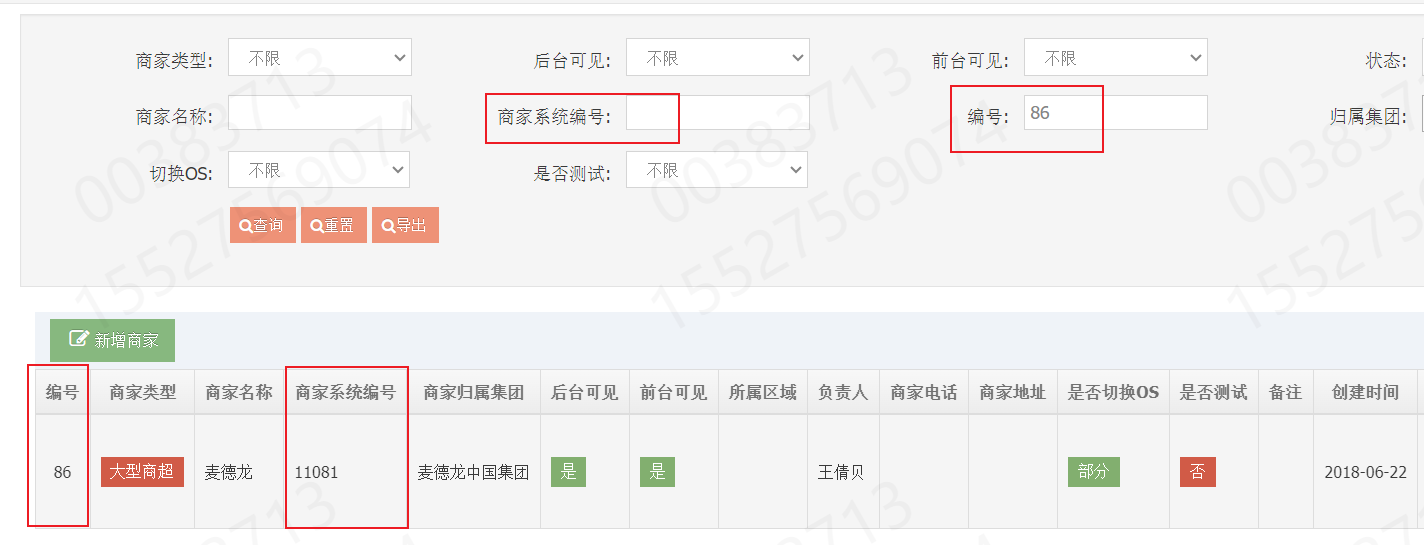 商家类型: 不限 后台可见: 不限 前台可见: 不限 状态:
商家名称: 商家系统编号: 编号: 86 归属集团:
切换OS: 不限 是否测试: 不限
查询 重置 导出
新增商家
编号 商家类型 商家名称 商家系统编号 商家归属集团 后台可见 前台可见 所属区域 负责人 商家电话 商家地址 是否切换OS 是否测试 备注 创建时间
86 大型商超 麦德龙 11081 麦德龙中国集团 是 是 王倩贝 部分 否 2018-06-22
00383713
15527569074
00383713
15527569074
00383713
15527569074